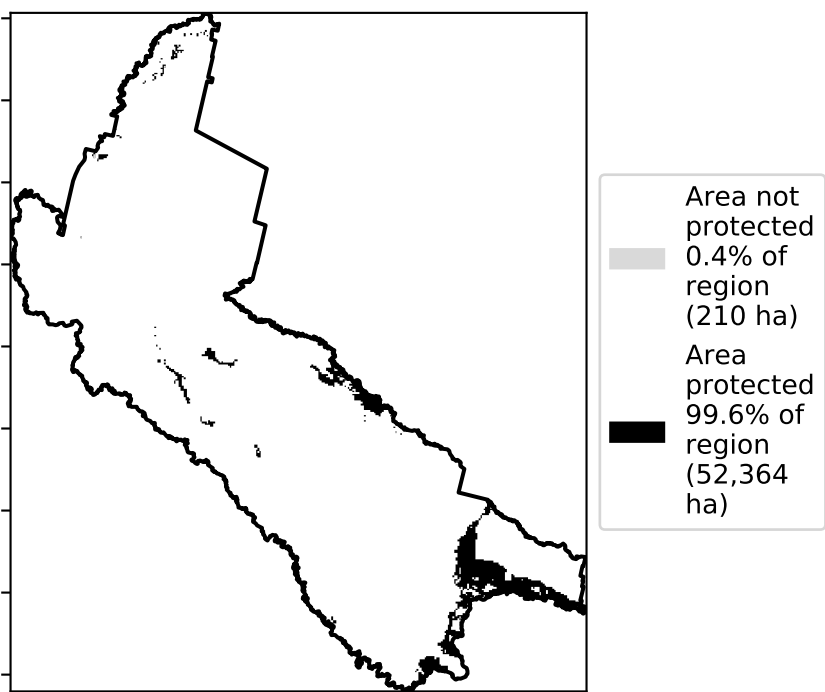 Area not
protected
0.4% of
region
(210 ha)
Area
protected
99.6% of
region
(52,364
ha)